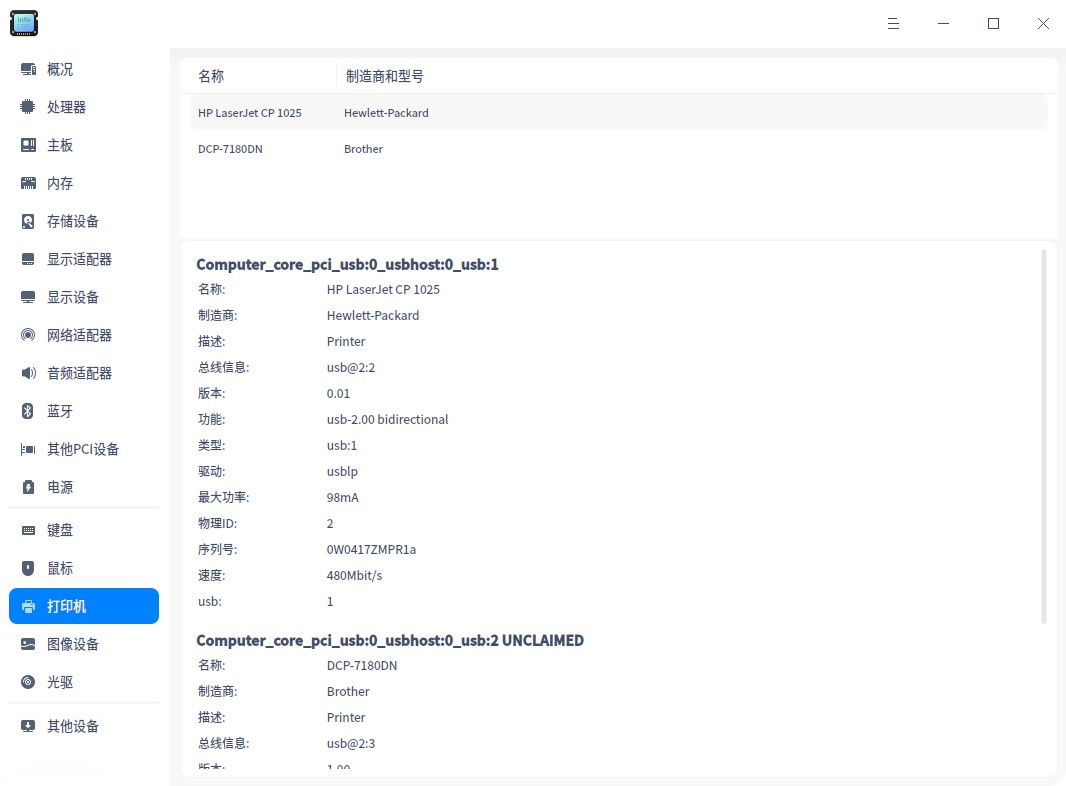 info
概况
处理器
主板
内存
存储设备
显示适配器
显示设备
网络适配器
音频适配器
蓝牙
其他PCI设备
电源
键盘
鼠标
打印机
图像设备
光驱
其他设备
名称 制造商和型号
HP LaserJet CP 1025 Hewlett-Packard
DCP-7180DN Brother
Computer_core_pci_usb:0_usbhost:0_usb:1
名称: HP LaserJet CP 1025
制造商: Hewlett-Packard
描述: Printer
总线信息: usb@2:2
版本: 0.01
功能: usb-2.00 bidirectional
类型: usb:1
驱动: usblp
最大功率: 98mA
物理ID: 2
序列号: 0W0417ZMPR1a
速度: 480Mbit/s
usb: 1
Computer_core_pci_usb:0_usbhost:0_usb:2 UNCLAIMED
名称: DCP-7180DN
制造商: Brother
描述: Printer
总线信息: usb@2:3
版本: 1.00